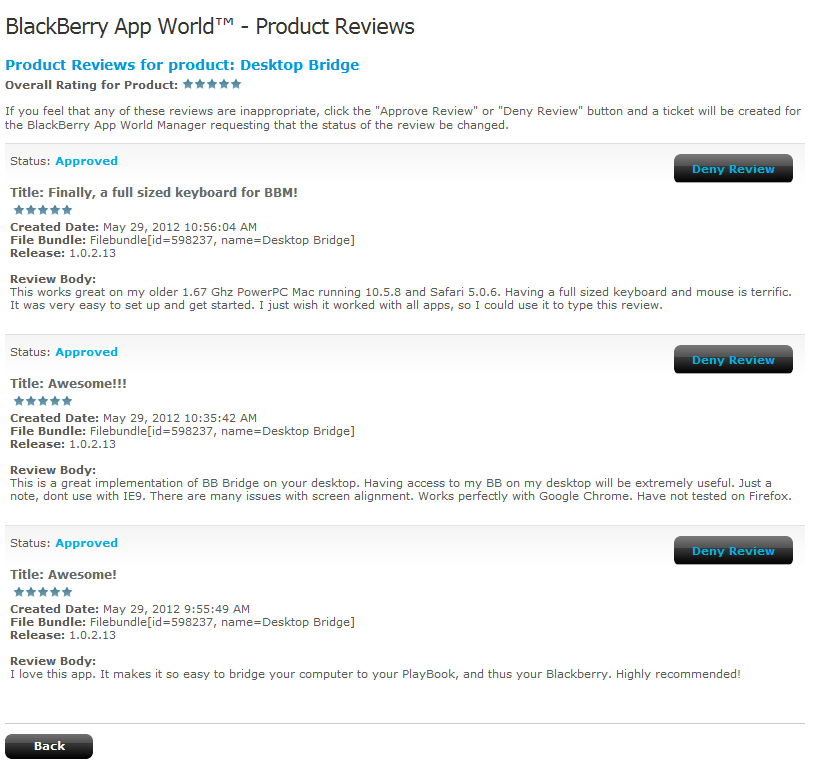 BlackBerry App World™ - Product Reviews
Product Reviews for product: Desktop Bridge
Overall Rating for Product:
If you feel that any of these reviews are inappropriate, click the "Approve Review" or "Deny Review" button and a ticket will be created for
the BlackBerry App World Manager requesting that the status of the review be changed.
Status: Approved
Deny Review
Title: Finally, a full sized keyboard for BBM!
Created Date: May 29, 2012 10:56:04 AM
File Bundle: Filebundle[id=598237, name=Desktop Bridge]
Release: 1.0.2.13
Review Body:
This works great on my older 1.67 Ghz PowerPC Mac running 10.5.8 and Safari 5.0.6. Having a full sized keyboard and mouse is terrific.
It was very easy to set up and get started. I just wish it worked with all apps, so I could use it to type this review.
Status: Approved
Deny Review
Title: Awesome!!!
Created Date: May 29, 2012 10:35:42 AM
File Bundle: Filebundle[id=598237, name=Desktop Bridge]
Release: 1.0.2.13
Review Body:
This is a great implementation of BB Bridge on your desktop. Having access to my BB on my desktop will be extremely useful. Just a
note, dont use with IE9. There are many issues with screen alignment. Works perfectly with Google Chrome. Have not tested on Firefox.
Status: Approved
Deny Review
Title: Awesome!
Created Date: May 29, 2012 9:55:49 AM
File Bundle: Filebundle[id=598237, name=Desktop Bridge]
Release: 1.0.2.13
Review Body:
I love this app. It makes it so easy to bridge your computer to your PlayBook, and thus your Blackberry. Highly recommended!
Back